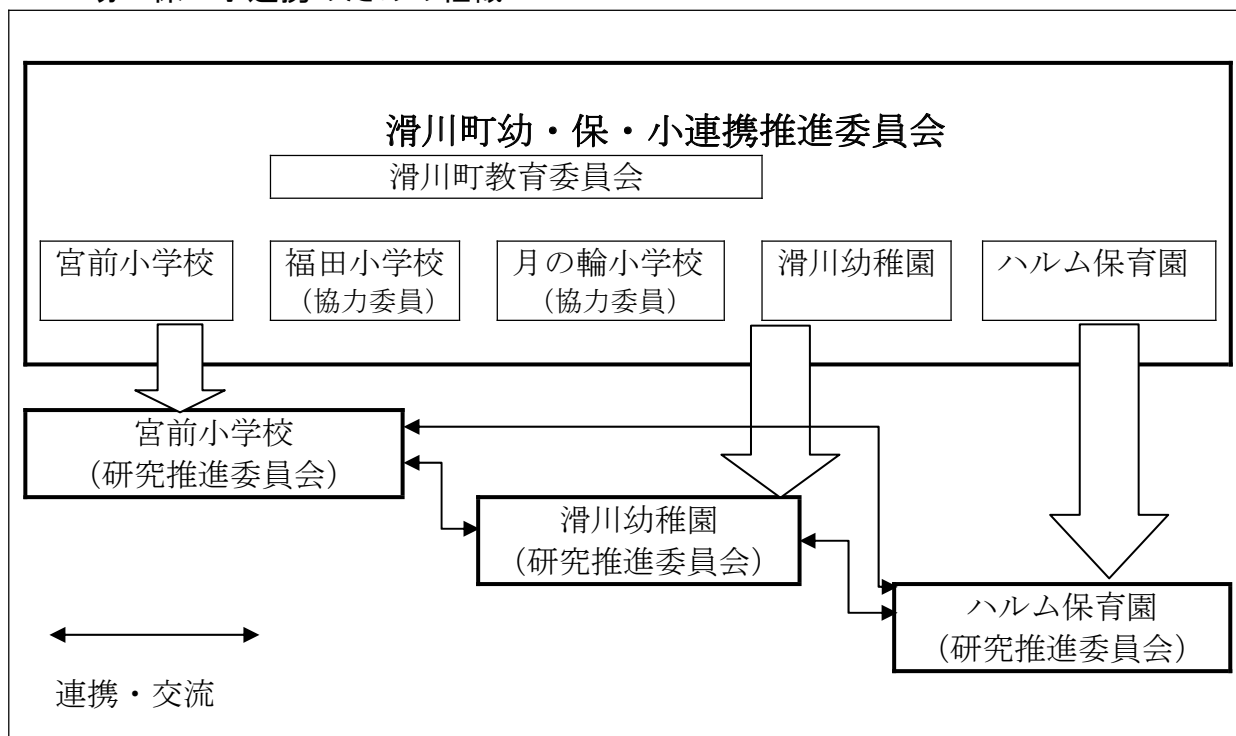 滑川町幼・保・小連携推進委員会
滑川町教育委員会
宮前小学校
福田小学校
（協力委員）
月の輪小学校
（協力委員）
滑川幼稚園
ハルム保育園
宮前小学校
（研究推進委員会）
滑川幼稚園
（研究推進委員会）
ハルム保育園
（研究推進委員会）
連携・交流